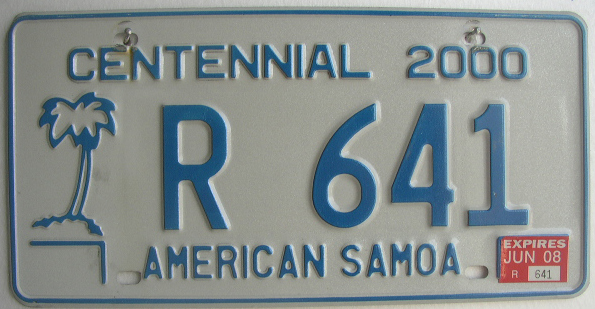 CENTENNIAL 2000
R 641
AMERICAN SAMOA
EXPIRES
JUN 08
R 641